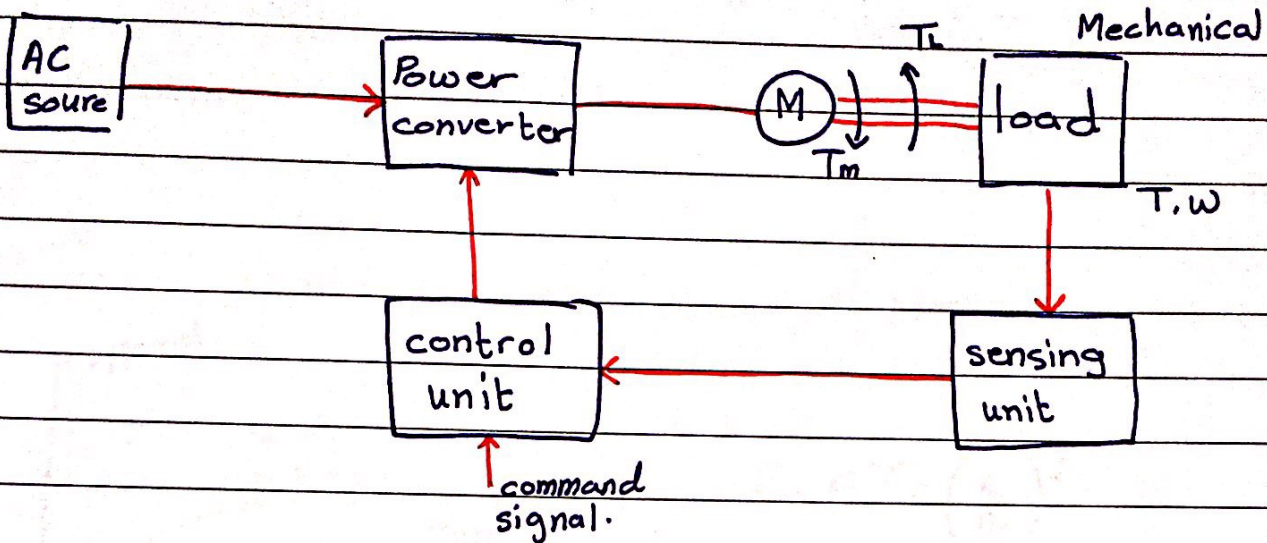 Mechanical
AC
soure
Power
converter
M
TL
Tm
load
T.W
control
unit
sensing
unit
command
signal.